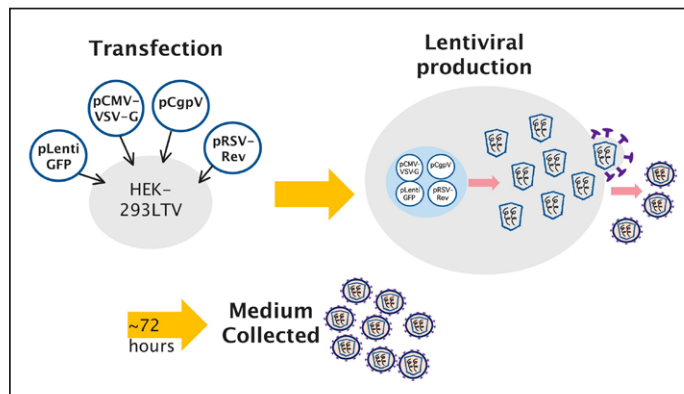 Transfection
pCMV-
VSV-G
pCgpV
pLenti
GFP
pRSV-
Rev
HEK-
293LTV
Lentiviral
production
pCMV-
VSV-G
pCgpV
pLenti
GFP
pRSV-
Rev
~72
hours
Medium
Collected